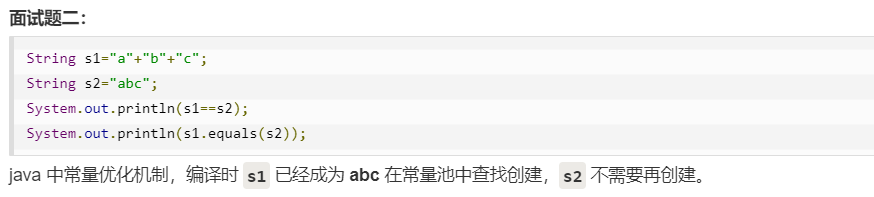 面试题二：
String s1="a"+"b"+"c";
String s2="abc";
System.out.println(s1==s2);
System.out.println(s1.equals(s2));
java 中常量优化机制，编译时 s1 已经成为 abc 在常量池中查找创建，s2 不需要再创建。